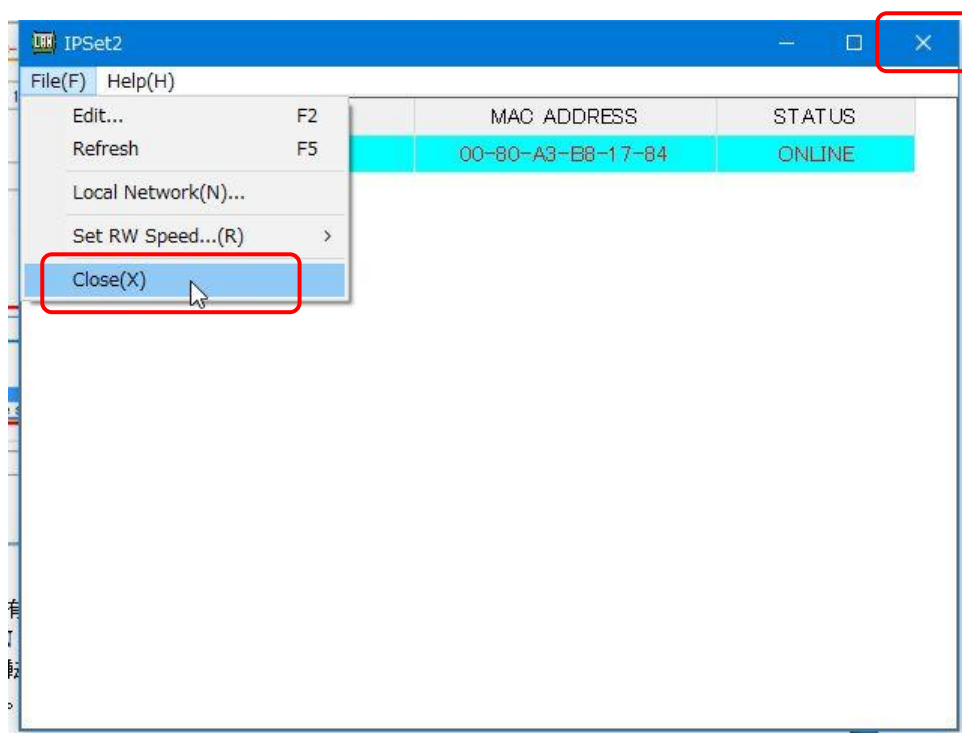 IPSet2
File(F) Help(H)
Edit... F2
Refresh F5
Local Network(N)...
Set RW Speed...(R) >
Close(X)
MAC ADDRESS STATUS
00-80-A3-B8-17-84 ONLINE
有